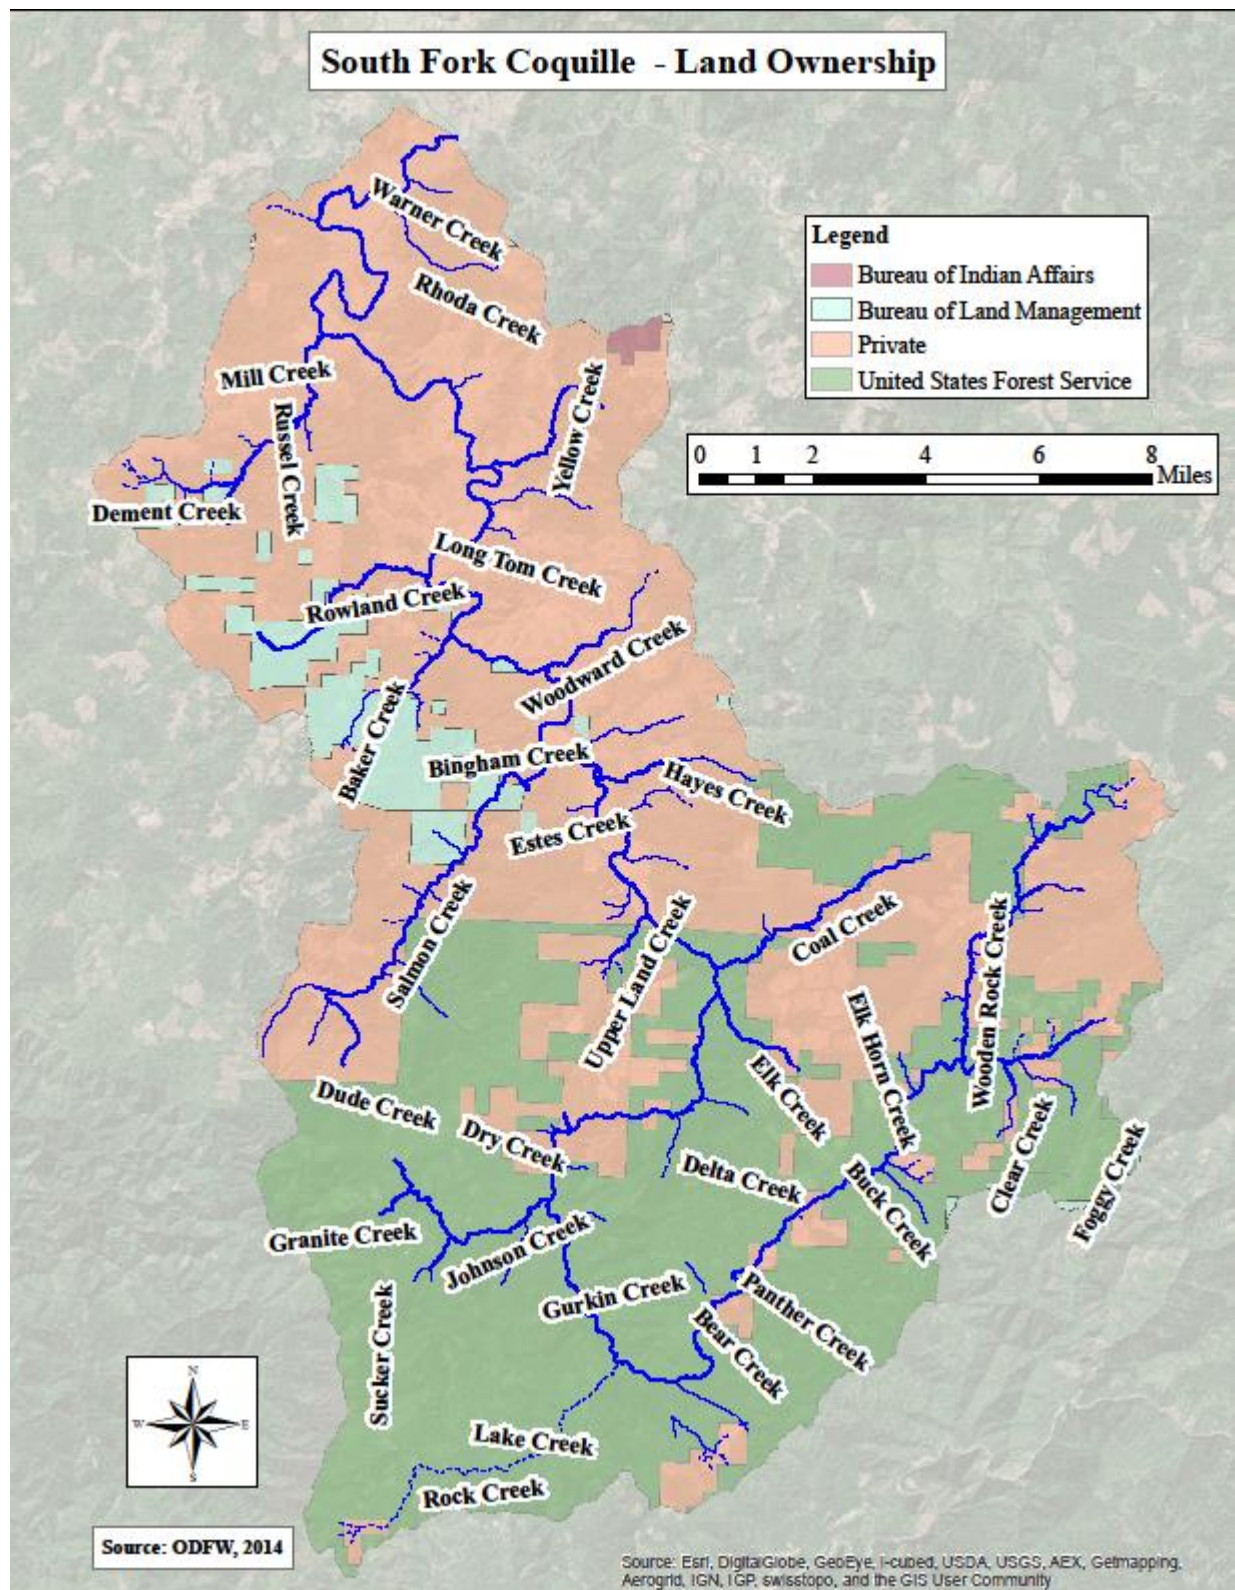 South Fork Coquille - Land Ownership
Warner Creek
Rhoda Creek
Legend
Bureau of Indian Affairs
Bureau of Land Management
Private
United States Forest Service
Mill Creek
Russel Creek
Yellow Creek
0 1 2 4 6 8 Miles
Dement Creek
Long Tom Creek
Rowland Creek
Woodward Creek
Baker Creek
Bingham Creek
Hayes Creek
Estes Creek
Salmon Creek
Upper Land Creek
Coal Creek
Wooden Rock Creek
Elk Horn Creek
Elk Creek
Dude Creek
Dry Creek
Delta Creek
Buck Creek
Clear Creek
Foggy Creek
Granite Creek
Johnson Creek
Gurkin Creek
Panther Creek
Bear Creek
Sucker Creek
N
W E
S
Lake Creek
Rock Creek
Source: ODFW, 2014
Source: Esri, DigitalGlobe, GeoEye, i-cubed, USDA, USGS, AEX, Getmapping,
Aerogrid, IGN, IGP, swisstopo, and the GIS User Community